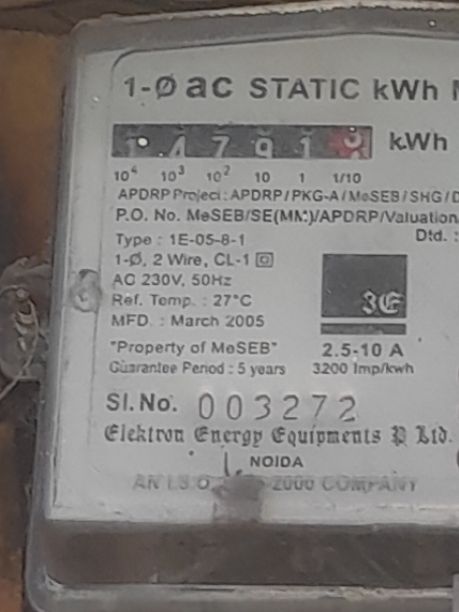 1-Ø ac STATIC kWh
14791 kWh
10⁴ 10³ 10² 10 1 1/10
APDRP Project : APDRP/PKG-A/MeSEB/SHG/D
P.O. No. MeSEB/SE(MM)/APDRP/Valuation
Type : 1E-05-8-1 Dtd. :
1-Ø, 2 Wire, CL-1
AC 230V, 50Hz
Ref. Temp. : 27°C
MFD. : March 2005
"Property of MeSEB" 2.5-10 A
Guarantee Period : 5 years 3200 Imp/kwh
Sl. No. 003272
Elektron Energy Equipments P Ltd.
NOIDA
AN I.S.O. 2000 COMPANY